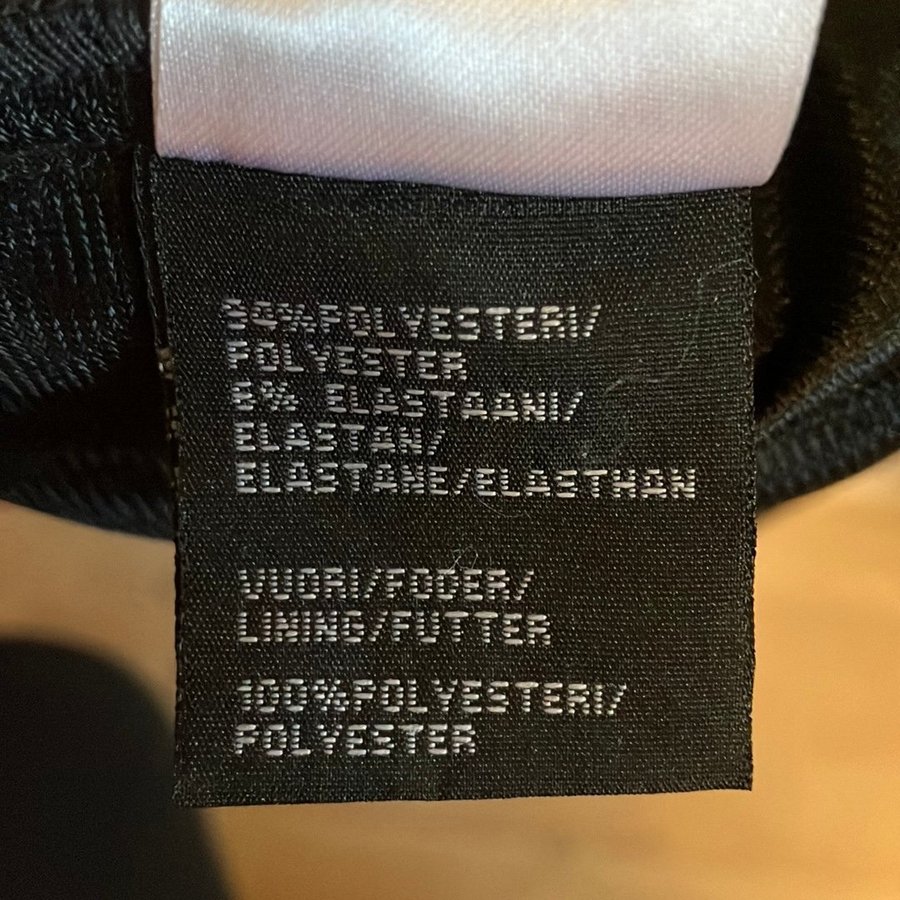 94%POLYESTERI/
POLYESTER
6% ELASTAANI/
ELASTAN/
ELASTANE/ELASTHAN
VUORI/FODER/
LINING/FUTTER
100%POLYESTERI/
POLYESTER